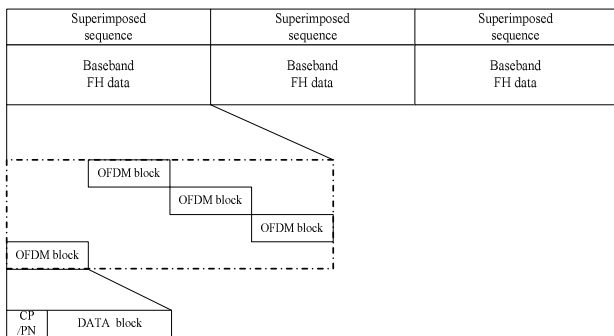 Superimposed sequence
Superimposed sequence
Superimposed sequence
Baseband FH data
Baseband FH data
Baseband FH data
OFDM block
OFDM block
OFDM block
OFDM block
CP /PN
DATA block